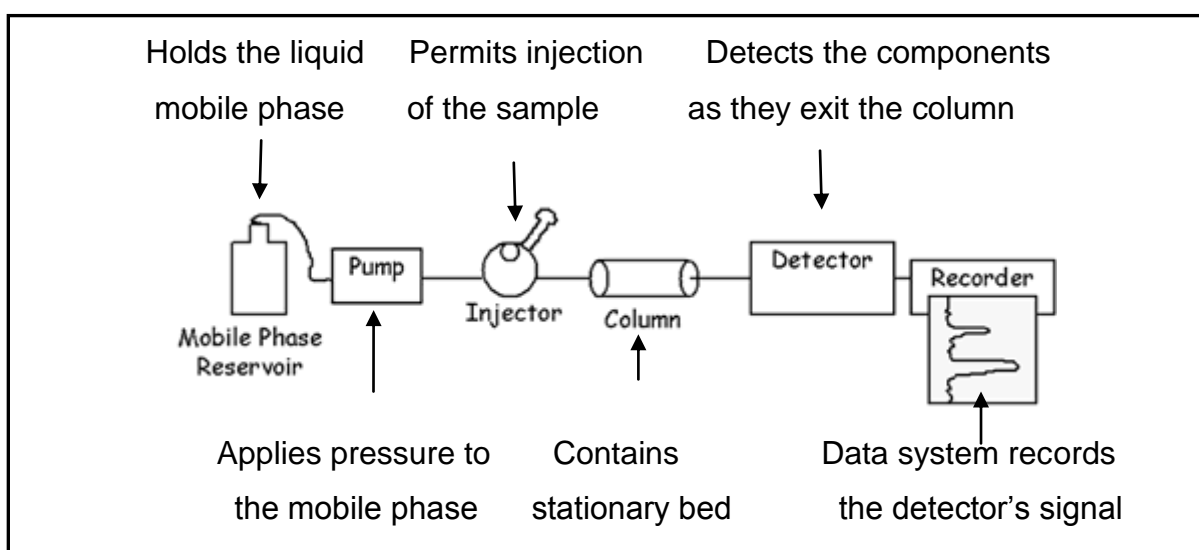 Holds the liquid
mobile phase
Permits injection
of the sample
Detects the components
as they exit the column
Pump
Detector
Recorder
Injector
Column
Mobile Phase
Reservoir
Applies pressure to
the mobile phase
Contains
stationary bed
Data system records
the detector’s signal